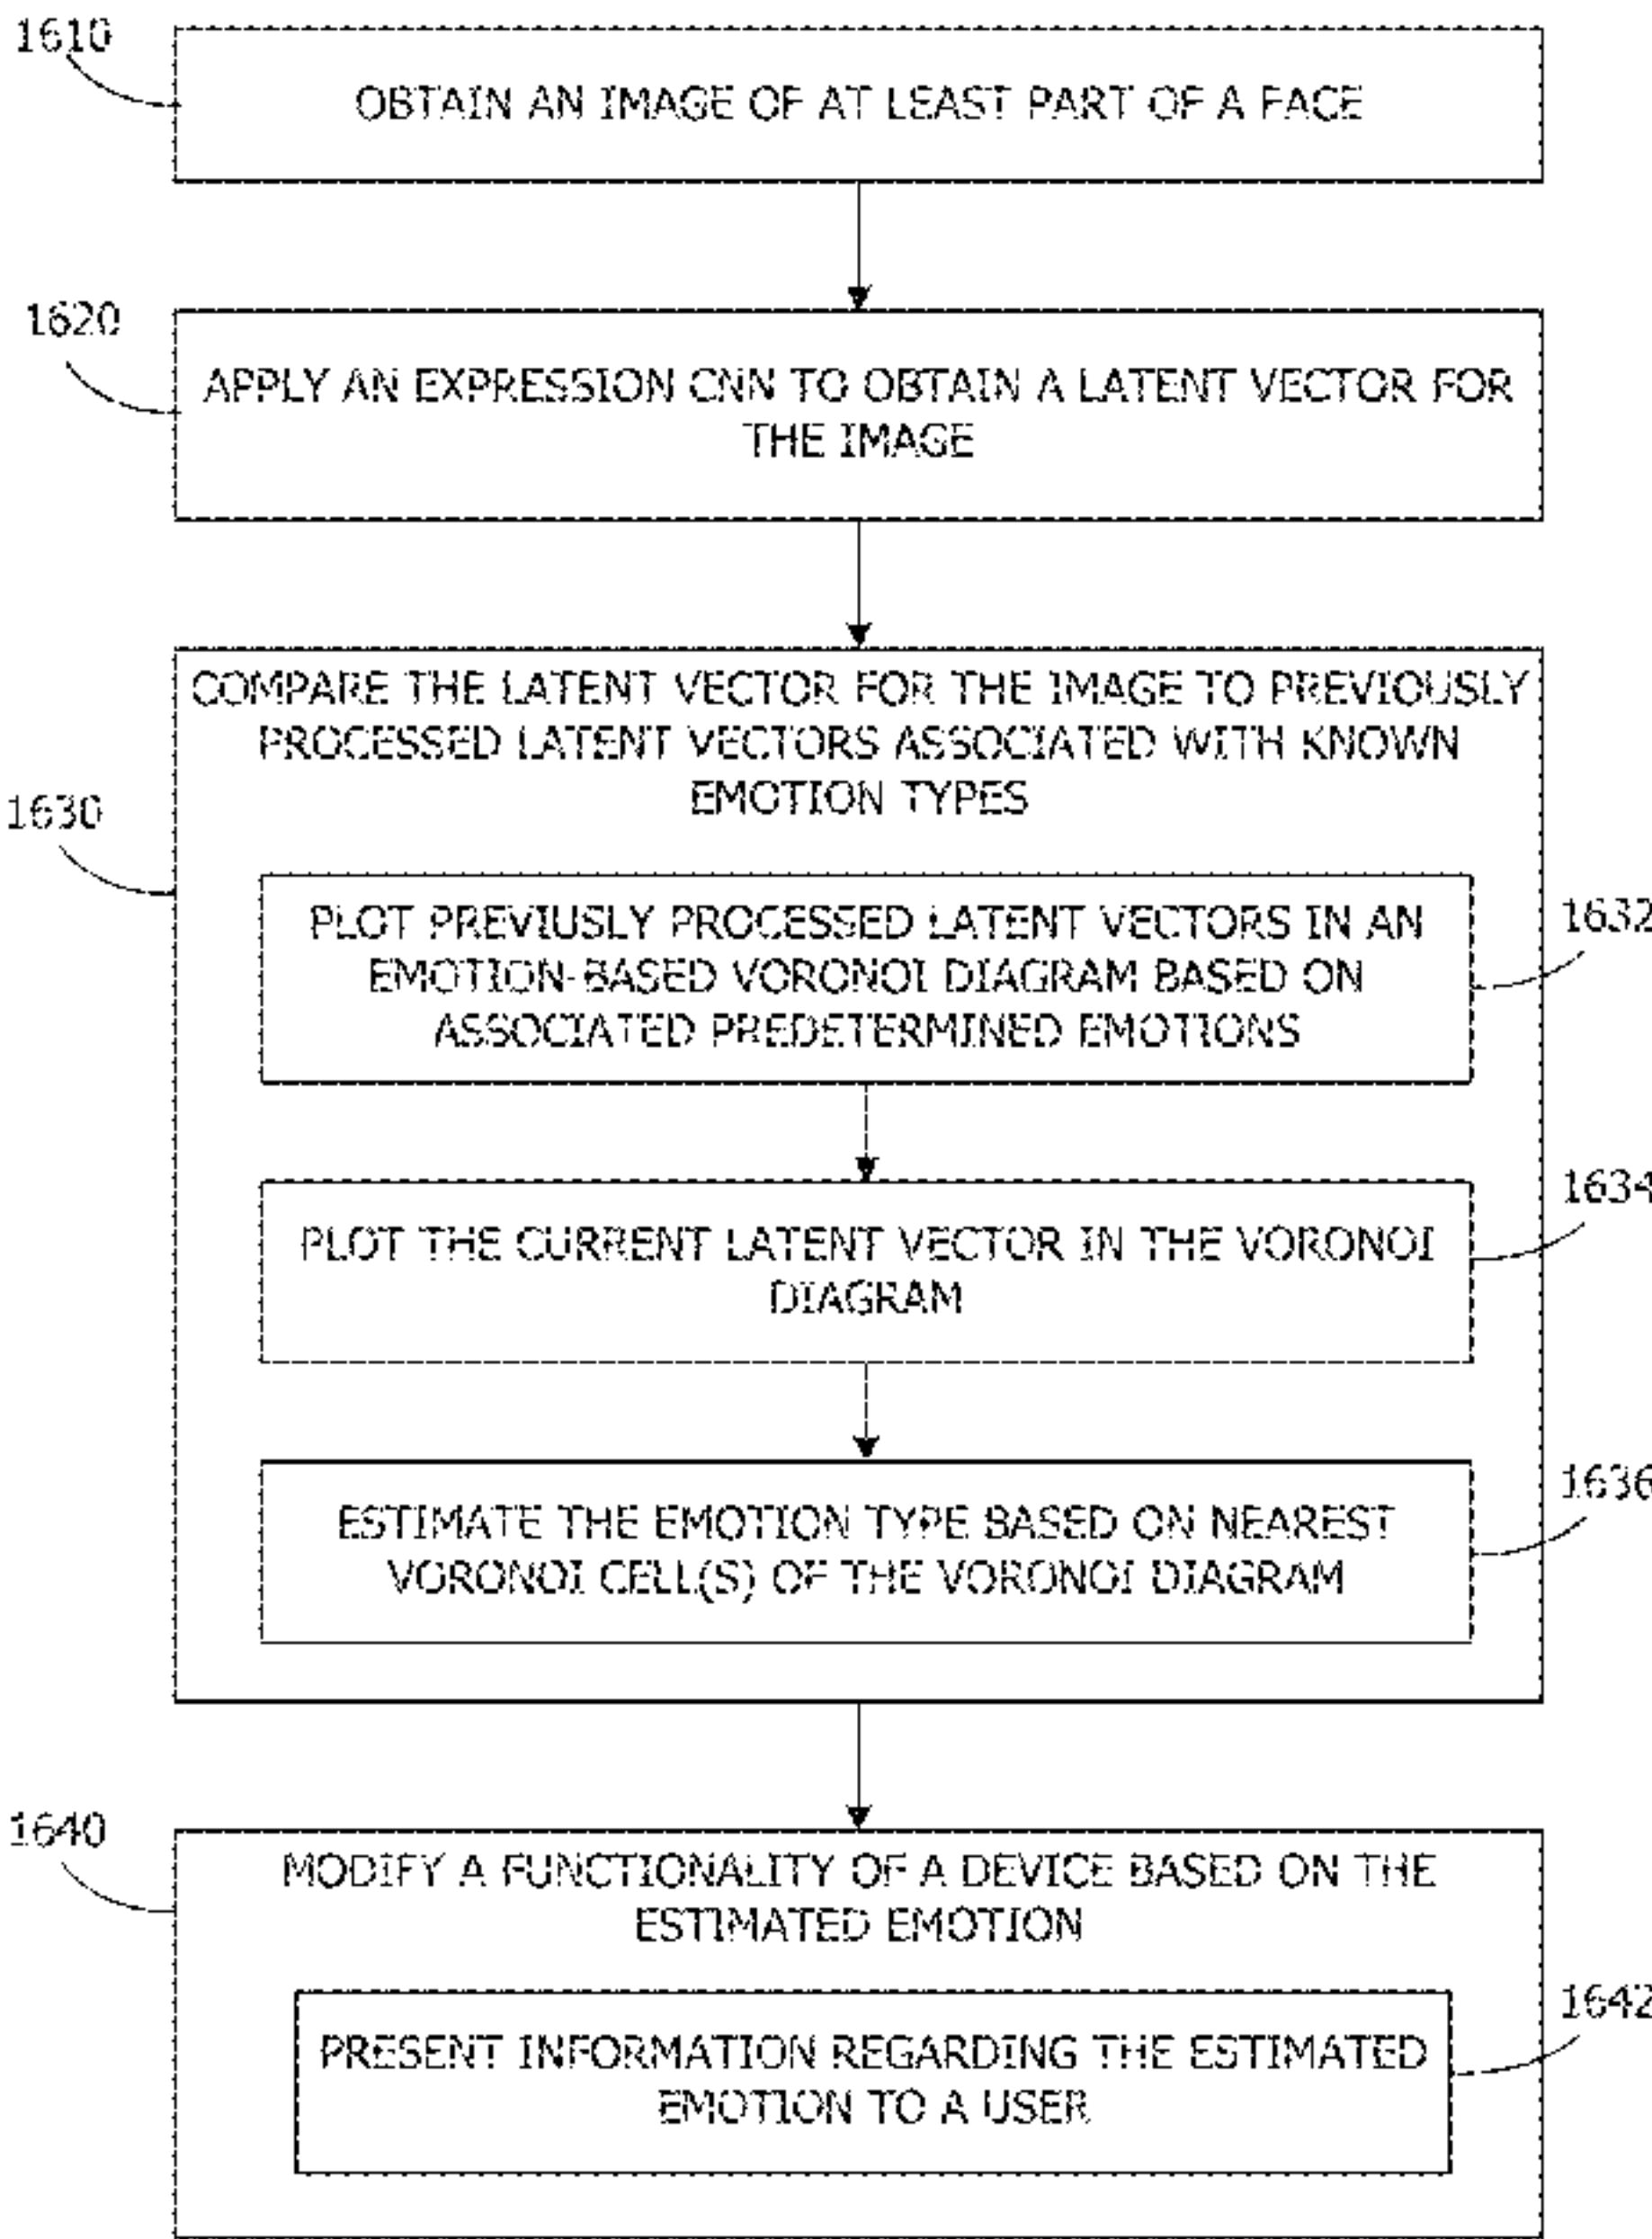 1610
OBTAIN AN IMAGE OF AT LEAST PART OF A FACE
1620
APPLY AN EXPRESSION CNN TO OBTAIN A LATENT VECTOR FOR
THE IMAGE
1630
COMPARE THE LATENT VECTOR FOR THE IMAGE TO PREVIOUSLY
PROCESSED LATENT VECTORS ASSOCIATED WITH KNOWN
EMOTION TYPES
PLOT PREVIUSLY PROCESSED LATENT VECTORS IN AN
EMOTION-BASED VORONOI DIAGRAM BASED ON
ASSOCIATED PREDETERMINED EMOTIONS
1632
PLOT THE CURRENT LATENT VECTOR IN THE VORONOI
DIAGRAM
1634
ESTIMATE THE EMOTION TYPE BASED ON NEAREST
VORONOI CELL(S) OF THE VORONOI DIAGRAM
1636
1640
MODIFY A FUNCTIONALITY OF A DEVICE BASED ON THE
ESTIMATED EMOTION
PRESENT INFORMATION REGARDING THE ESTIMATED
EMOTION TO A USER
1642